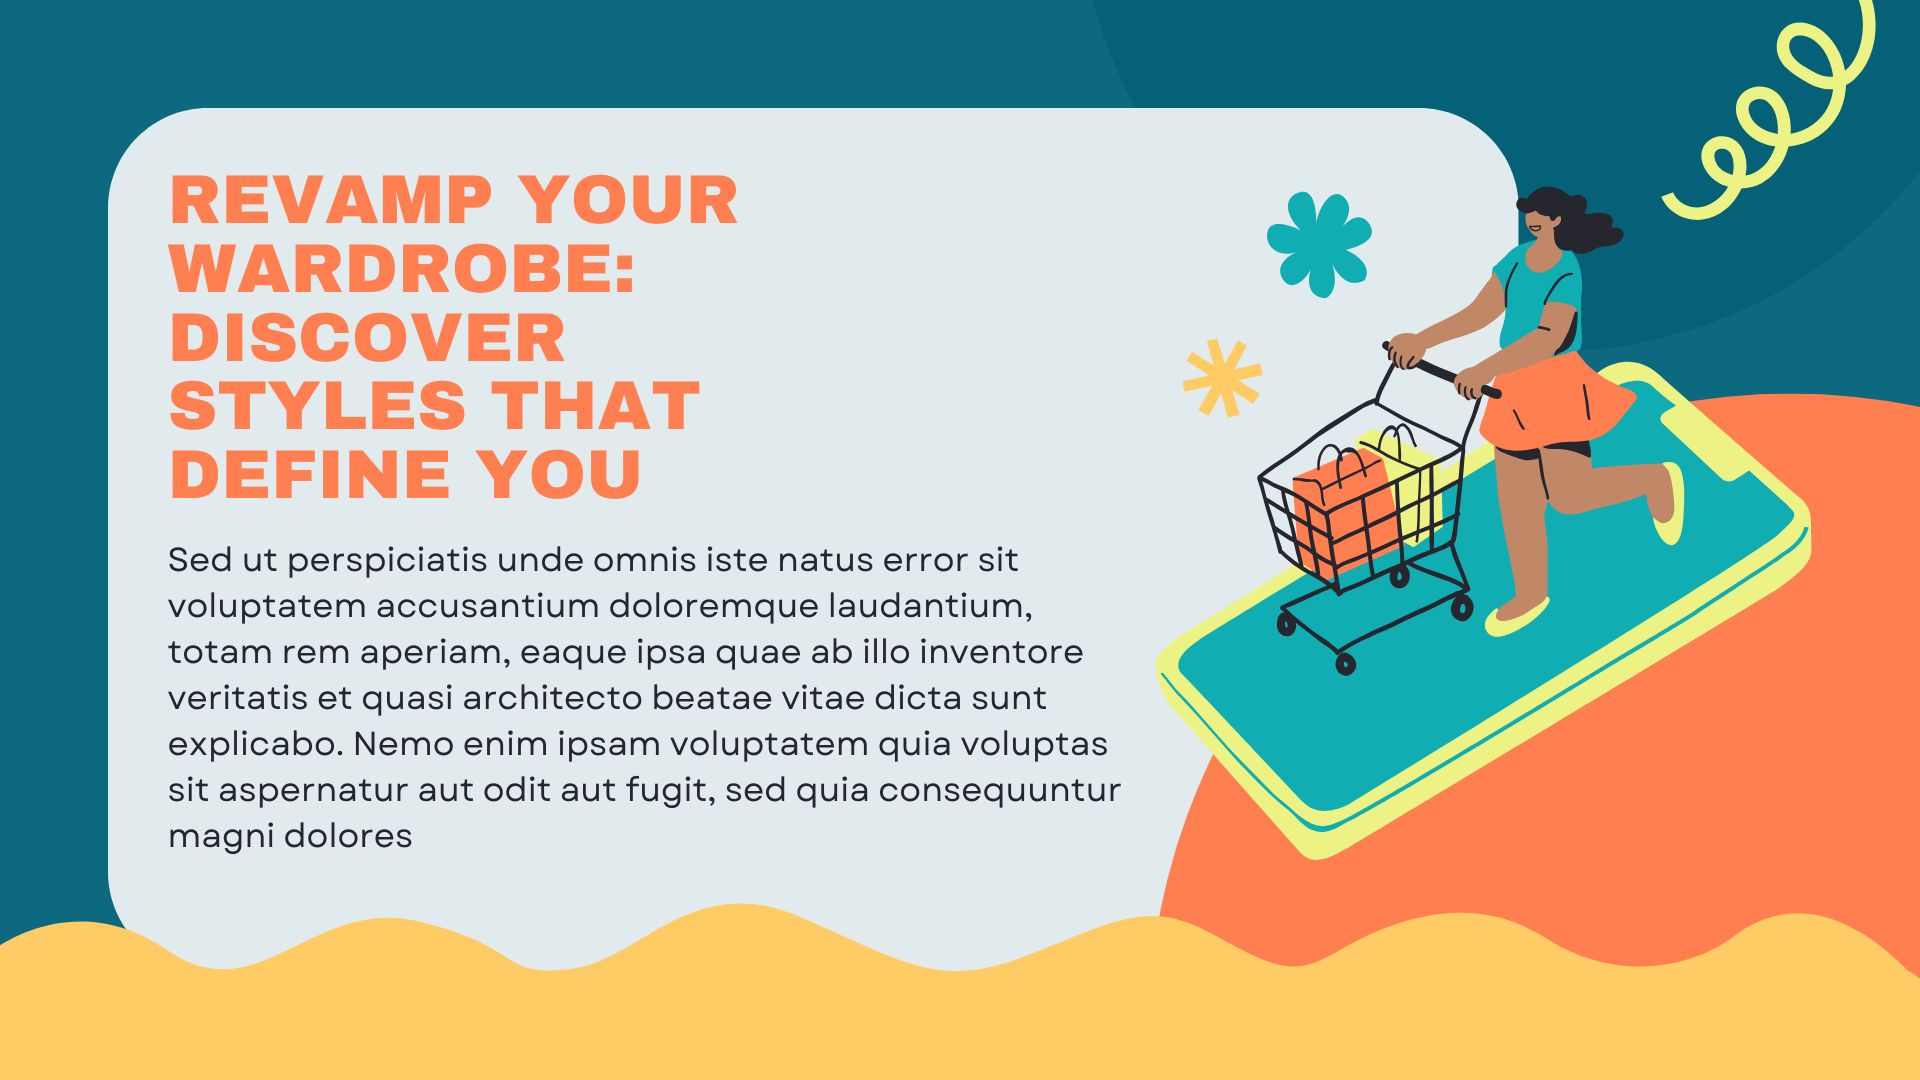 REVAMP YOUR
WARDROBE:
DISCOVER
STYLES THAT
DEFINE YOU
Sed ut perspiciatis unde omnis iste natus error sit
voluptatem accusantium doloremque laudantium,
totam rem aperiam, eaque ipsa quae ab illo inventore
veritatis et quasi architecto beatae vitae dicta sunt
explicabo. Nemo enim ipsam voluptatem quia voluptas
sit aspernatur aut odit aut fugit, sed quia consequuntur
magni dolores